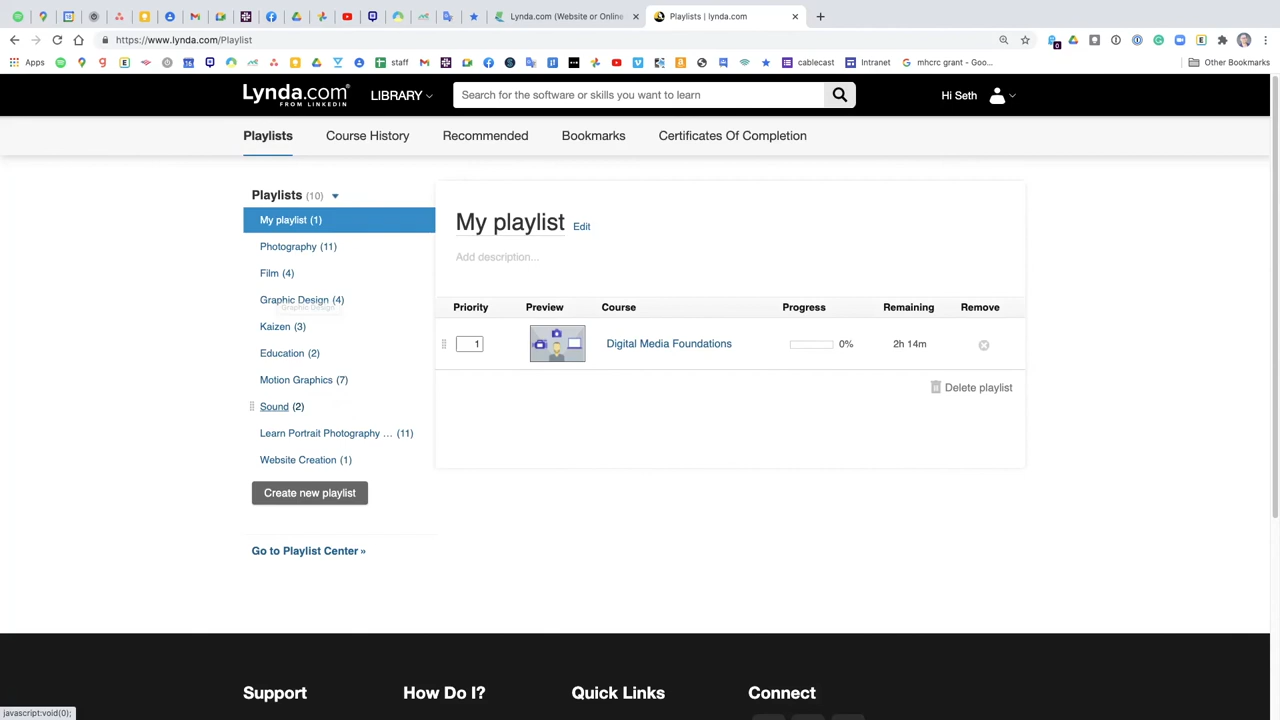 Lynda.com (Website or Online
Playlists | lynda.com
https://www.lynda.com/Playlist
Apps
staff
cablecast
Intranet
mhcrc grant - Goo...
Other Bookmarks
Lynda.com
FROM LINKEDIN
LIBRARY
Search for the software or skills you want to learn
Hi Seth
Playlists
Course History
Recommended
Bookmarks
Certificates Of Completion
Playlists (10)
My playlist (1)
Photography (11)
Film (4)
Graphic Design (4)
Graphic Design
Kaizen (3)
Education (2)
Motion Graphics (7)
Sound (2)
Learn Portrait Photography ... (11)
Website Creation (1)
Create new playlist
Go to Playlist Center »
My playlist Edit
Add description...
Priority Preview Course Progress Remaining Remove
1 Digital Media Foundations 0% 2h 14m
Delete playlist
Support
How Do I?
Quick Links
Connect
javascript:void(0);